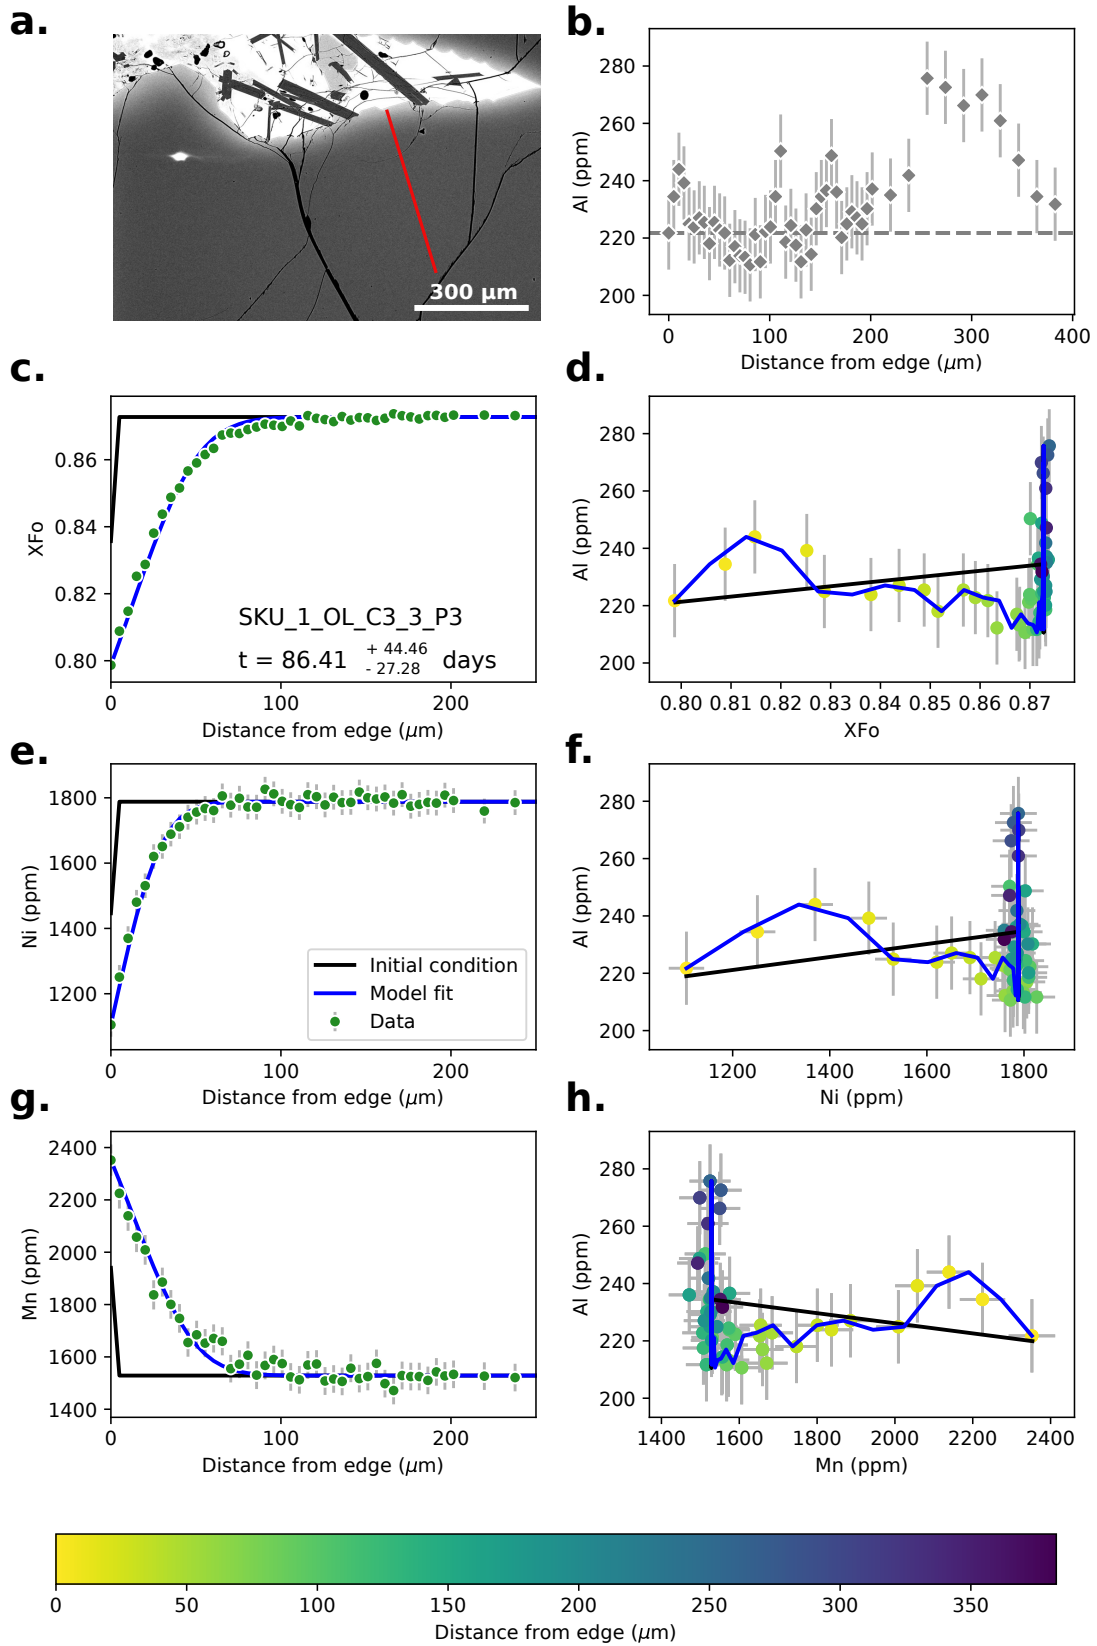 a.
300 μm
b.
280
260
240
220
200
Al (ppm)
0 100 200 300 400
Distance from edge (μm)
c.
0.86
0.84
0.82
0.80
XFo
SKU_1_OL_C3_3_P3
t = 86.41 + 44.46 - 27.28 days
0 100 200
Distance from edge (μm)
d.
280
260
240
220
200
Al (ppm)
0.80 0.81 0.82 0.83 0.84 0.85 0.86 0.87
XFo
e.
1800
1600
1400
1200
Ni (ppm)
Initial condition
Model fit
Data
0 100 200
Distance from edge (μm)
f.
280
260
240
220
200
Al (ppm)
1200 1400 1600 1800
Ni (ppm)
g.
2400
2200
2000
1800
1600
1400
Mn (ppm)
0 100 200
Distance from edge (μm)
h.
280
260
240
220
200
Al (ppm)
1400 1600 1800 2000 2200 2400
Mn (ppm)
0 50 100 150 200 250 300 350
Distance from edge (μm)